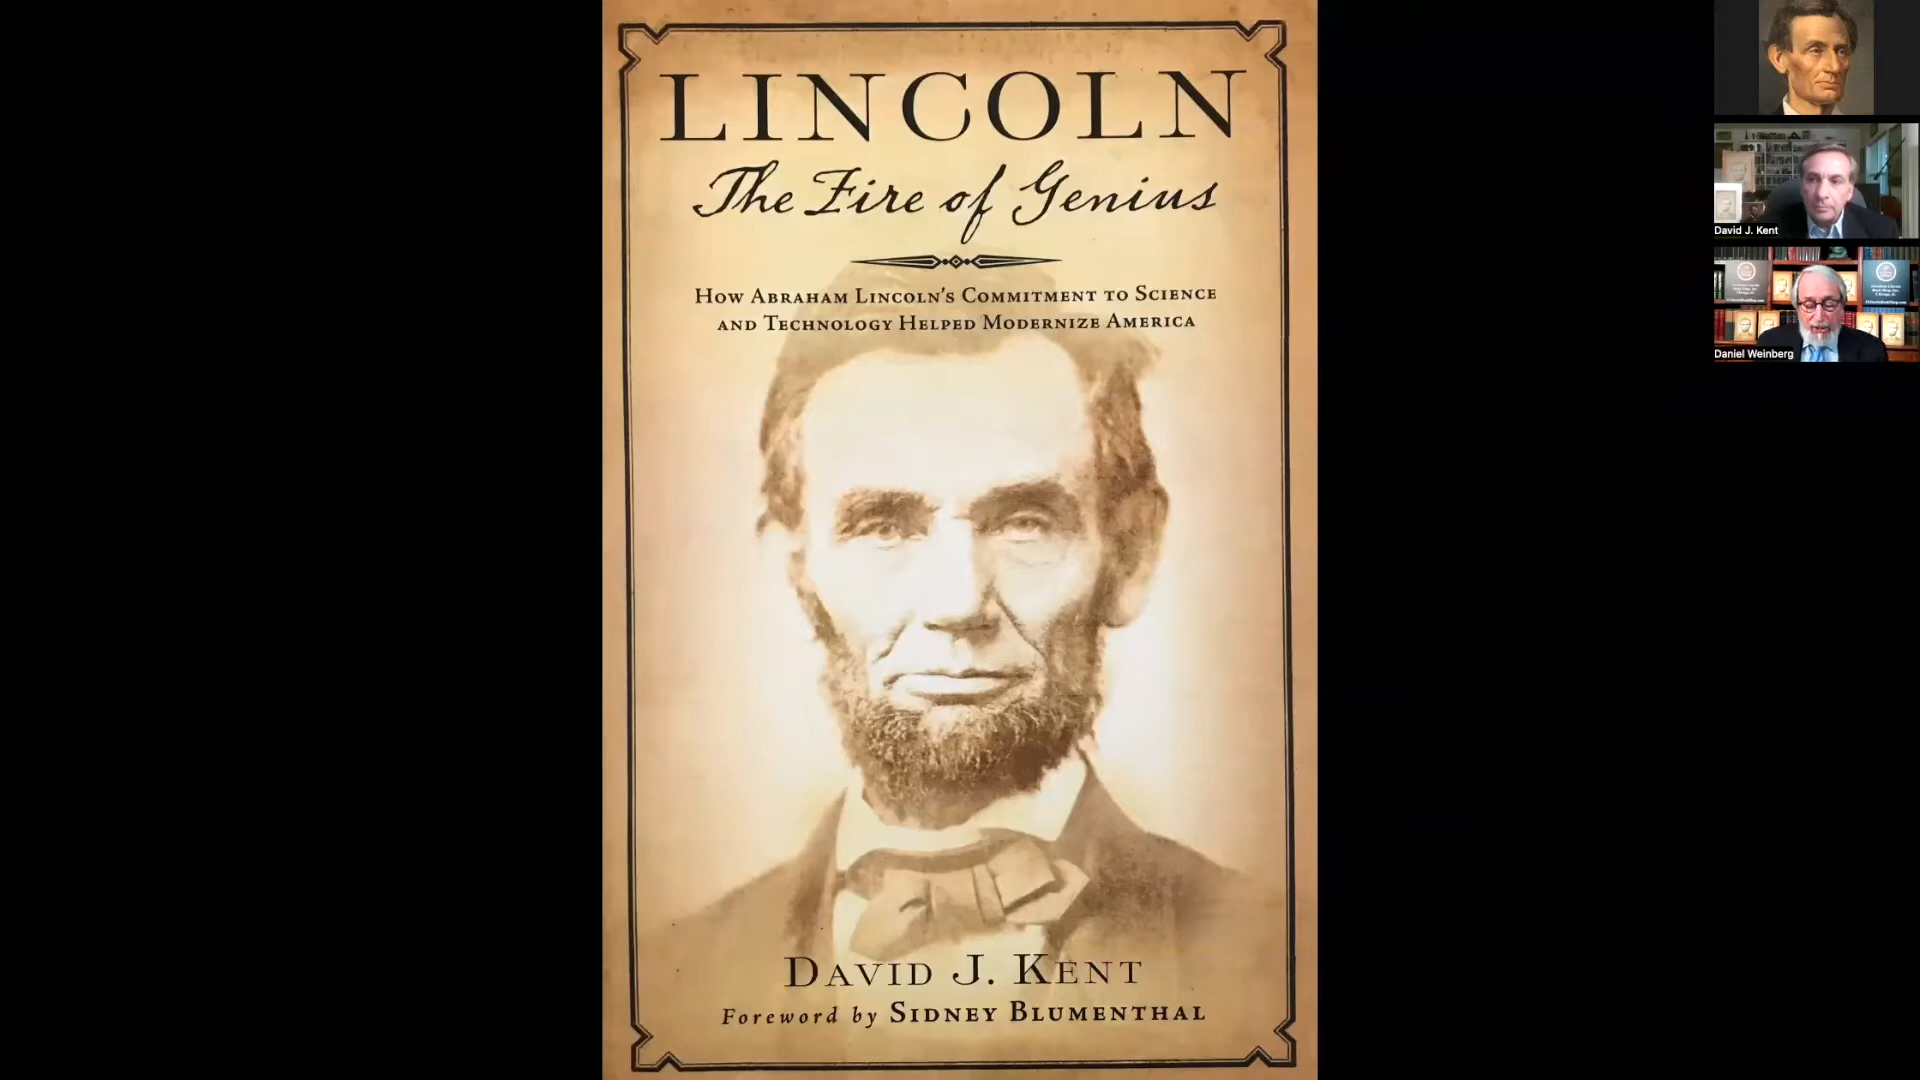 LINCOLN
The Fire of Genius
HOW ABRAHAM LINCOLN'S COMMITMENT TO SCIENCE
AND TECHNOLOGY HELPED MODERNIZE AMERICA
DAVID J. KENT
Foreword by SIDNEY BLUMENTHAL
David J. Kent
Daniel Weinberg